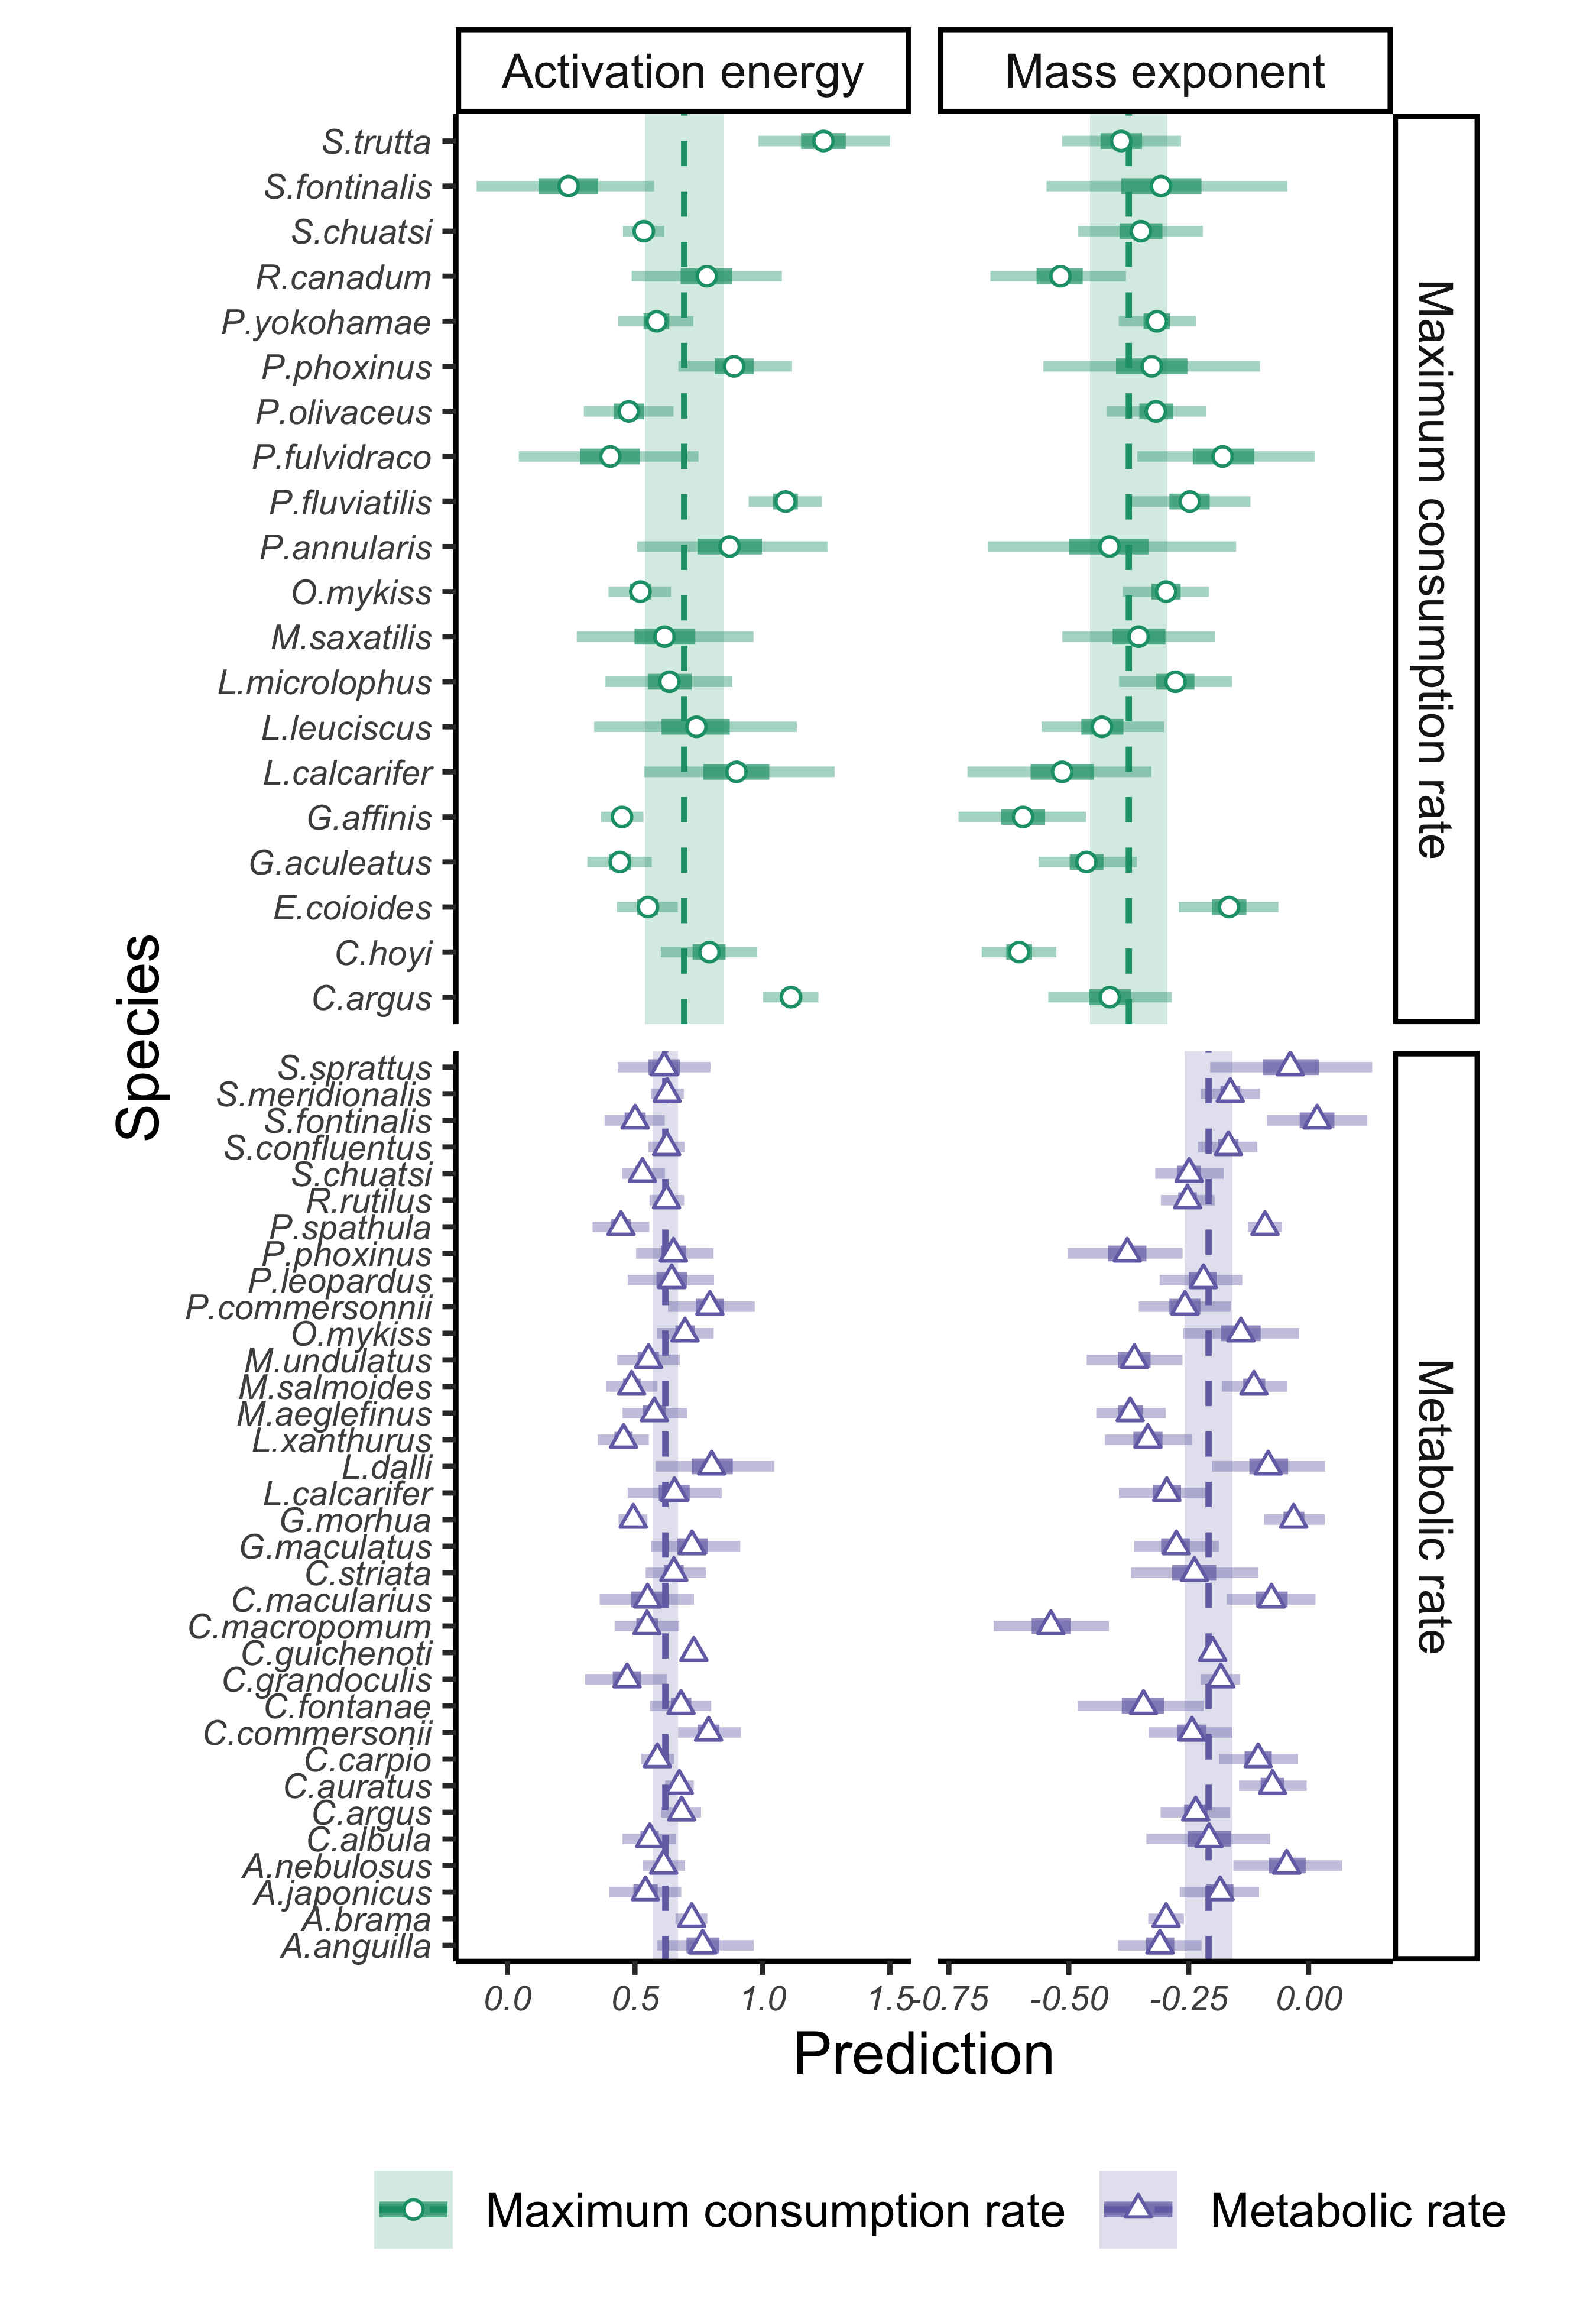 Activation energy
Mass exponent
S.trutta
S.fontinalis
S.chuatsi
R.canadum
P.yokohamae
P.phoxinus
P.olivaceus
P.fulvidraco
P.fluviatilis
P.annularis
O.mykiss
M.saxatilis
L.microlophus
L.leuciscus
L.calcarifer
G.affinis
G.aculeatus
E.coioides
C.hoyi
C.argus
Maximum consumption rate
Species
S.sprattus
S.meridionalis
S.fontinalis
S.confluentus
S.chuatsi
R.rutilus
P.spathula
P.phoxinus
P.leopardus
P.commersonnii
O.mykiss
M.undulatus
M.salmoides
M.aeglefinus
L.xanthurus
L.dalli
L.calcarifer
G.morhua
G.maculatus
C.striata
C.macularius
C.macropomum
C.guichenoti
C.grandoculis
C.fontanae
C.commersonii
C.carpio
C.auratus
C.argus
C.albula
A.nebulosus
A.japonicus
A.brama
A.anguilla
Metabolic rate
0.0 0.5 1.0 1.5 -0.75 -0.50 -0.25 0.00
Prediction
Maximum consumption rate
Metabolic rate